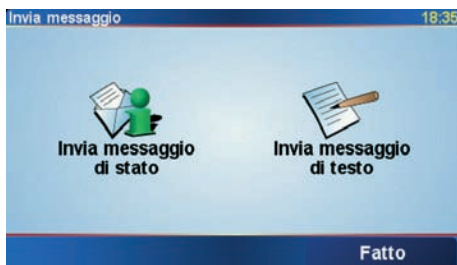 Invia messaggio
18:35
Invia messaggio
di stato
Invia messaggio
di testo
Fatto